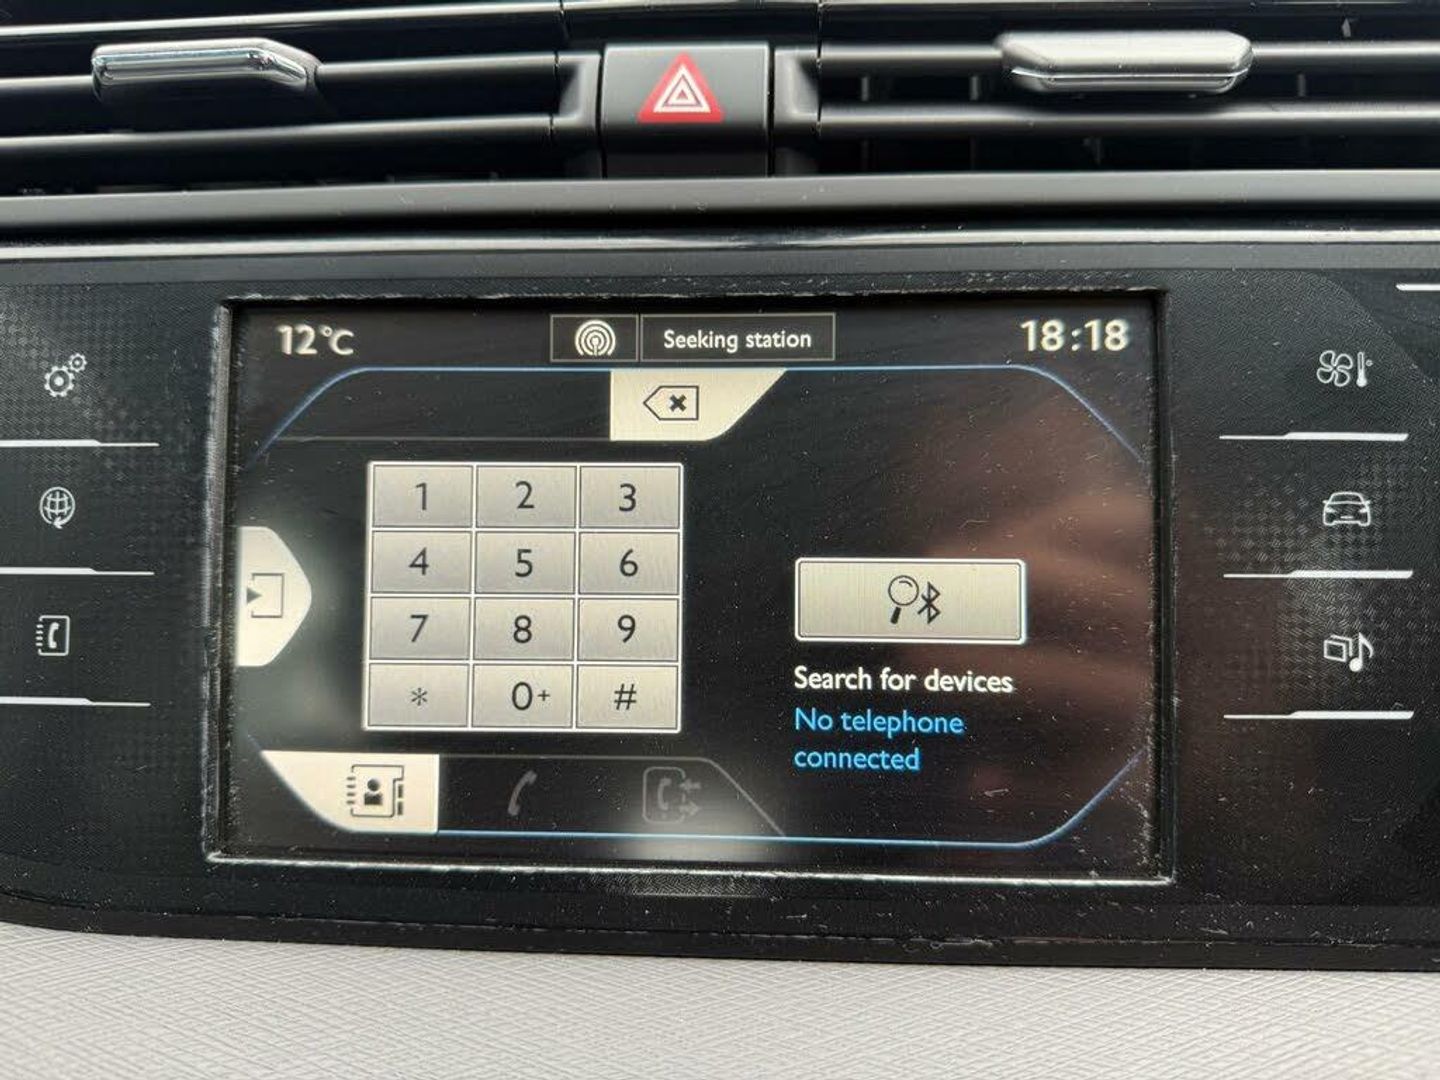 12°C
Seeking station
18:18
1 2 3
4 5 6
7 8 9
* 0+ #
Search for devices
No telephone
connected